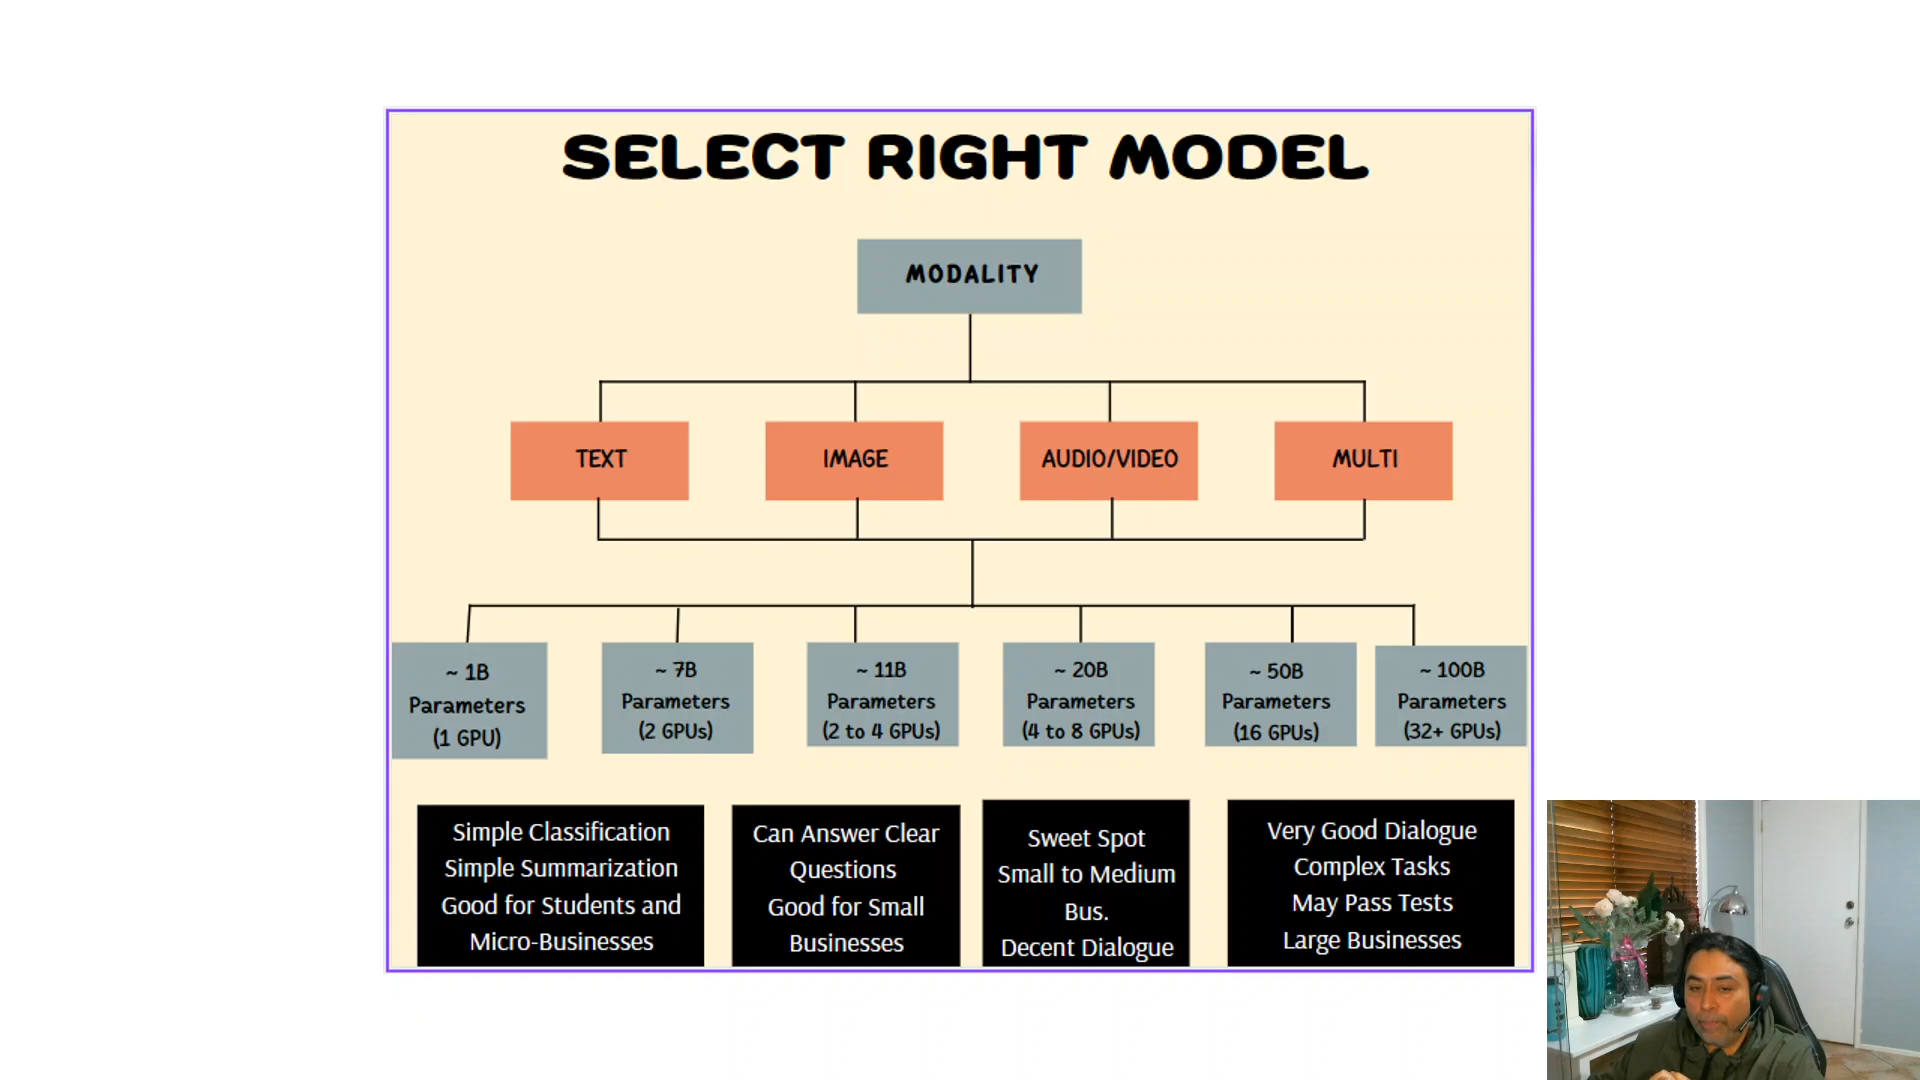 SELECT RIGHT MODEL
MODALITY
TEXT
IMAGE
AUDIO/VIDEO
MULTI
~ 1B
Parameters
(1 GPU)
~ 7B
Parameters
(2 GPUs)
~ 11B
Parameters
(2 to 4 GPUs)
~ 20B
Parameters
(4 to 8 GPUs)
~ 50B
Parameters
(16 GPUs)
~ 100B
Parameters
(32+ GPUs)
Simple Classification
Simple Summarization
Good for Students and
Micro-Businesses
Can Answer Clear
Questions
Good for Small
Businesses
Sweet Spot
Small to Medium
Bus.
Decent Dialogue
Very Good Dialogue
Complex Tasks
May Pass Tests
Large Businesses